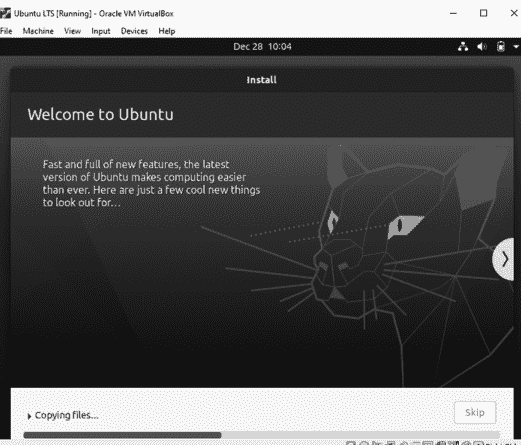 Ubuntu LTS [Running] - Oracle VM VirtualBox
File Machine View Input Devices Help
Dec 28 10:04
Install
Welcome to Ubuntu
Fast and full of new features, the latest
version of Ubuntu makes computing easier
than ever. Here are just a few cool new things
to look out for...
Copying files...
Skip